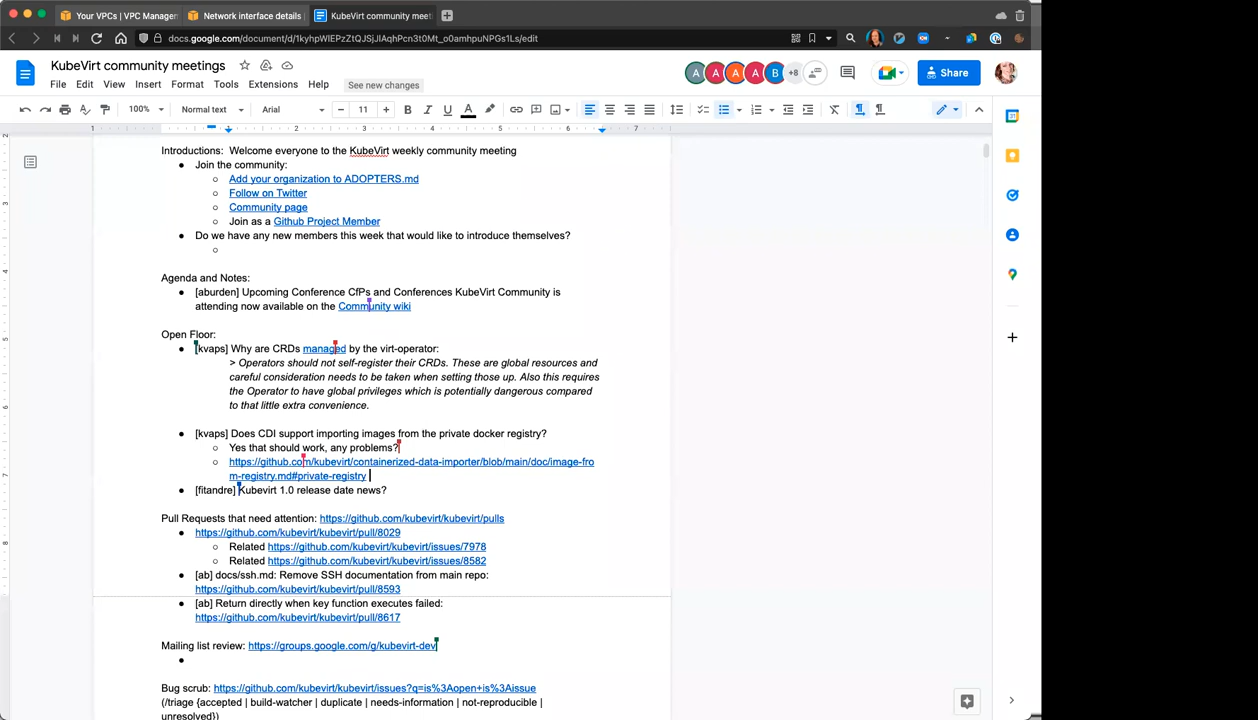 Your VPCs | VPC Managem
Network interface details
KubeVirt community meet
docs.google.com/document/d/1kyhpWIEPzZtQJSjIAqhPcn3t0Mt_o0amhpuNPGs1Ls/edit
KubeVirt community meetings
File Edit View Insert Format Tools Extensions Help See new changers
A A A A B +8
Share
100% Normal text Arial 11
1 1 2 3 4 5 6 7
Introductions: Welcome everyone to the KubeVirt weekly community meeting
● Join the community:
○ Add your organization to ADOPTERS.md
○ Follow on Twitter
○ Community page
○ Join as a Github Project Member
● Do we have any new members this week that would like to introduce themselves?
○
Agenda and Notes:
● [aburden] Upcoming Conference CfPs and Conferences KubeVirt Community is
attending now available on the Community wiki
Open Floor:
● [kvaps] Why are CRDs managed by the virt-operator:
> Operators should not self-register their CRDs. These are global resources and
careful consideration needs to be taken when setting those up. Also this requires
the Operator to have global privileges which is potentially dangerous compared
to that little extra convenience.
● [kvaps] Does CDI support importing images from the private docker registry?
○ Yes that should work, any problems?
○ https://github.com/kubevirt/containerized-data-importer/blob/main/doc/image-fro
m-registry.md#private-registry
● [fitandre] Kubevirt 1.0 release date news?
Pull Requests that need attention: https://github.com/kubevirt/kubevirt/pulls
● https://github.com/kubevirt/kubevirt/pull/8029
○ Related https://github.com/kubevirt/kubevirt/issues/7978
○ Related https://github.com/kubevirt/kubevirt/issues/8582
● [ab] docs/ssh.md: Remove SSH documentation from main repo:
https://github.com/kubevirt/kubevirt/pull/8593
● [ab] Return directly when key function executes failed:
https://github.com/kubevirt/kubevirt/pull/8617
Mailing list review: https://groups.google.com/g/kubevirt-dev
●
Bug scrub: https://github.com/kubevirt/kubevirt/issues?q=is%3Aopen+is%3Aissue
(/triage {accepted | build-watcher | duplicate | needs-information | not-reproducible |
unresolved})